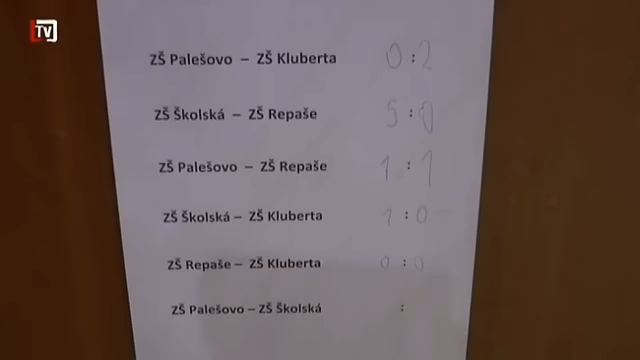 TV
ZŠ Palešovo – ZŠ Kluberta 0 : 2
ZŠ Školská – ZŠ Repaše 5 : 0
ZŠ Palešovo – ZŠ Repaše 1 : 1
ZŠ Školská – ZŠ Kluberta 1 : 0
ZŠ Repaše – ZŠ Kluberta 0 : 0
ZŠ Palešovo – ZŠ Školská :